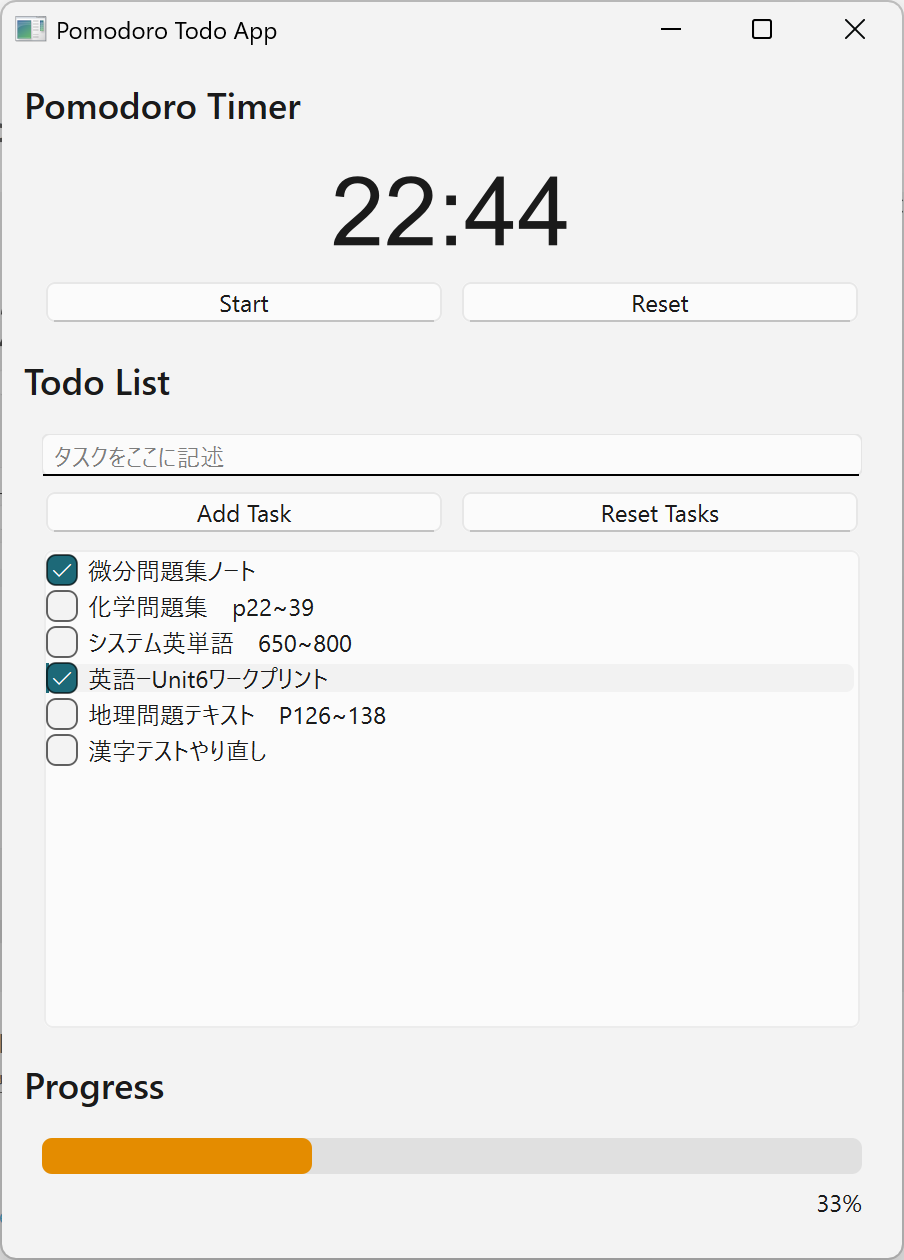 Pomodoro Todo App
Pomodoro Timer
22:44
Start Reset
Todo List
タスクをここに記述
Add Task Reset Tasks
微分問題集ノート
化学問題集　p22~39
システム英単語　650~800
英語−Unit6ワークプリント
地理問題テキスト　P126~138
漢字テストやり直し
Progress
33%